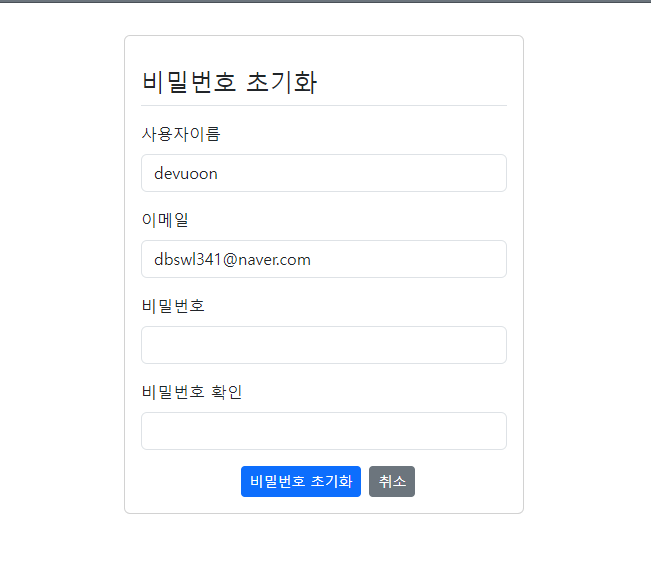 비밀번호 초기화
사용자이름
devuoon
이메일
dbswl341@naver.com
비밀번호
비밀번호 확인
비밀번호 초기화 취소